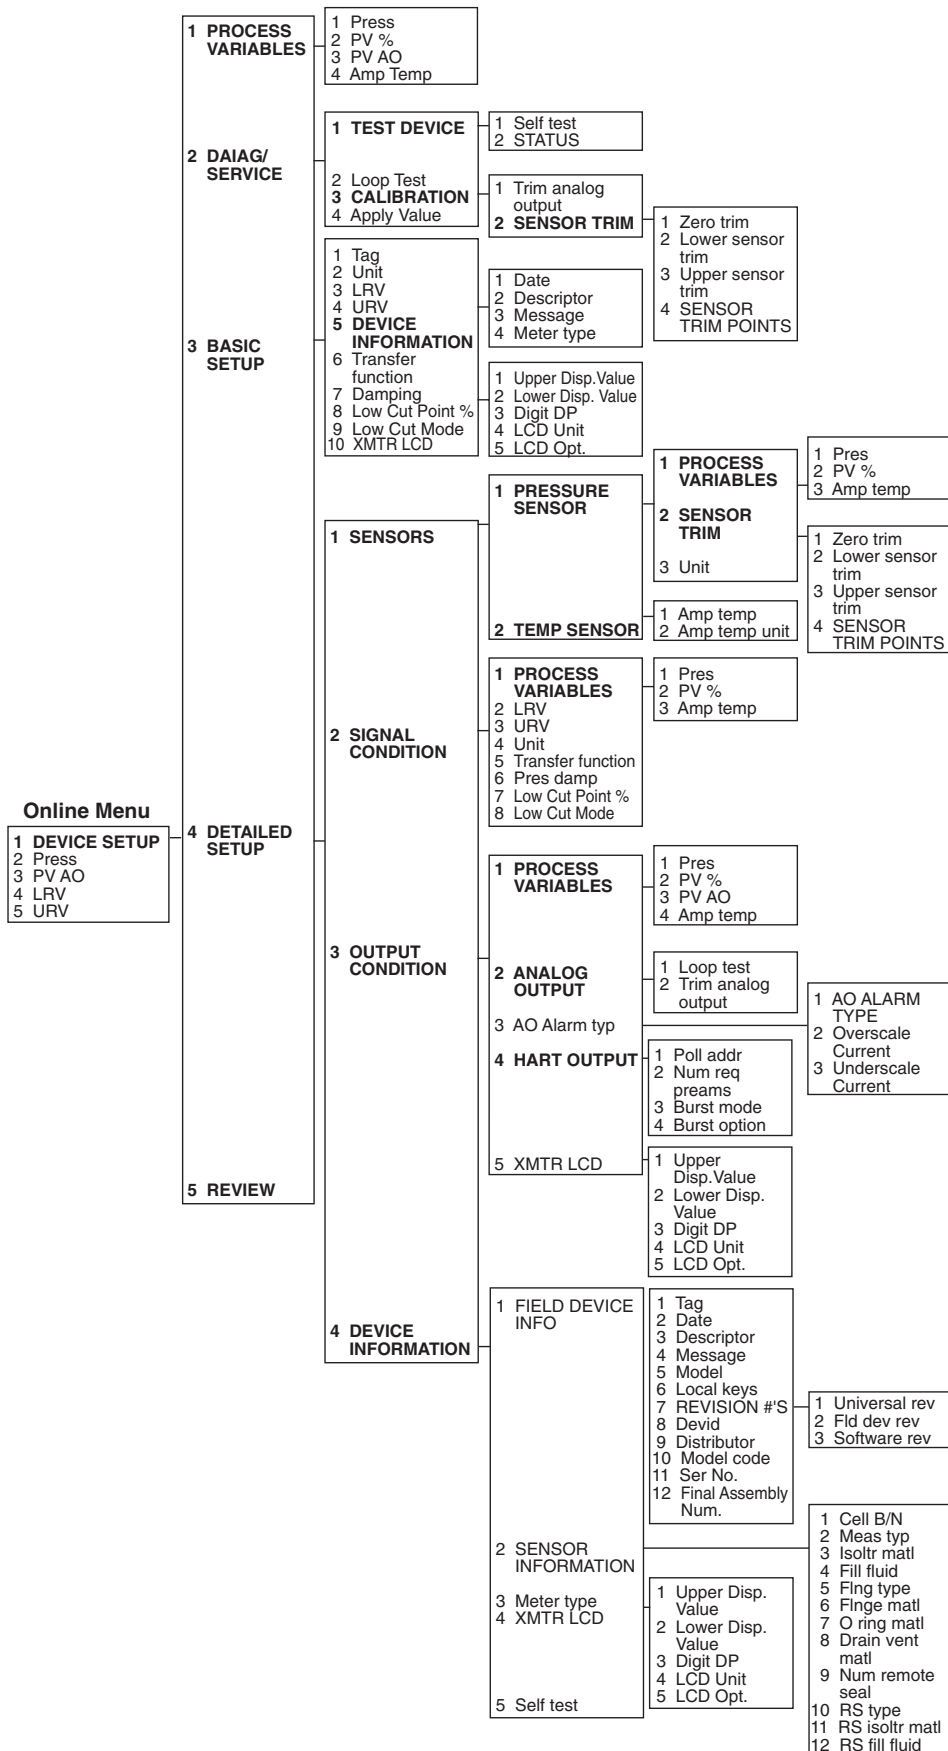 Online Menu
1 DEVICE SETUP
2 Press
3 PV AO
4 LRV
5 URV
1 PROCESS
VARIABLES
2 DAIAG/
SERVICE
3 BASIC
SETUP
4 DETAILED
SETUP
5 REVIEW
1 Press
2 PV %
3 PV AO
4 Amp Temp
1 TEST DEVICE
2 Loop Test
3 CALIBRATION
4 Apply Value
1 Self test
2 STATUS
1 Trim analog
output
2 SENSOR TRIM
1 Zero trim
2 Lower sensor
trim
3 Upper sensor
trim
4 SENSOR
TRIM POINTS
1 Tag
2 Unit
3 LRV
4 URV
5 DEVICE
INFORMATION
6 Transfer
function
7 Damping
8 Low Cut Point %
9 Low Cut Mode
10 XMTR LCD
1 Date
2 Descriptor
3 Message
4 Meter type
1 Upper Disp.Value
2 Lower Disp. Value
3 Digit DP
4 LCD Unit
5 LCD Opt.
1 SENSORS
2 SIGNAL
CONDITION
3 OUTPUT
CONDITION
4 DEVICE
INFORMATION
1 PRESSURE
SENSOR
2 TEMP SENSOR
1 PROCESS
VARIABLES
2 SENSOR
TRIM
3 Unit
1 Pres
2 PV %
3 Amp temp
1 Zero trim
2 Lower sensor
trim
3 Upper sensor
trim
4 SENSOR
TRIM POINTS
1 Amp temp
2 Amp temp unit
1 PROCESS
VARIABLES
2 LRV
3 URV
4 Unit
5 Transfer function
6 Pres damp
7 Low Cut Point %
8 Low Cut Mode
1 Pres
2 PV %
3 Amp temp
1 PROCESS
VARIABLES
2 ANALOG
OUTPUT
3 AO Alarm typ
4 HART OUTPUT
5 XMTR LCD
1 Pres
2 PV %
3 PV AO
4 Amp temp
1 Loop test
2 Trim analog
output
1 AO ALARM
TYPE
2 Overscale
Current
3 Underscale
Current
1 Poll addr
2 Num req
preams
3 Burst mode
4 Burst option
1 Upper
Disp.Value
2 Lower Disp.
Value
3 Digit DP
4 LCD Unit
5 LCD Opt.
1 FIELD DEVICE
INFO
2 SENSOR
INFORMATION
3 Meter type
4 XMTR LCD
5 Self test
1 Tag
2 Date
3 Descriptor
4 Message
5 Model
6 Local keys
7 REVISION #'S
8 Devid
9 Distributor
10 Model code
11 Ser No.
12 Final Assembly
Num.
1 Universal rev
2 Fld dev rev
3 Software rev
1 Cell B/N
2 Meas typ
3 Isoltr matl
4 Fill fluid
5 Flng type
6 Flnge matl
7 O ring matl
8 Drain vent
matl
9 Num remote
seal
10 RS type
11 RS isoltr matl
12 RS fill fluid
1 Upper Disp.
Value
2 Lower Disp.
Value
3 Digit DP
4 LCD Unit
5 LCD Opt.